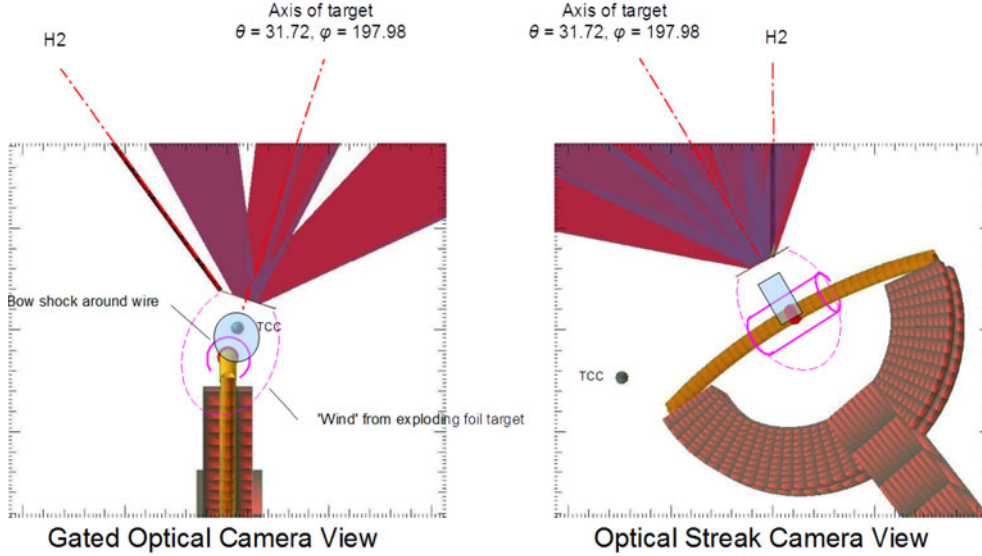 Axis of target
θ = 31.72, φ = 197.98
H2
Bow shock around wire
TCC
'Wind' from exploding foil target
Gated Optical Camera View
Axis of target
θ = 31.72, φ = 197.98
H2
TCC
Optical Streak Camera View